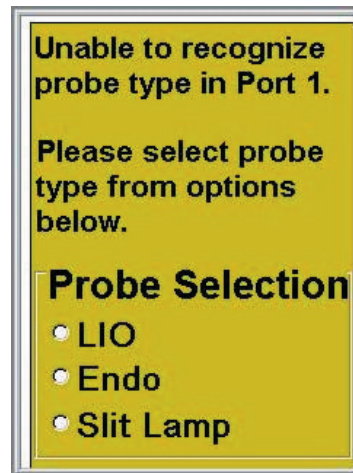 Unable to recognize
probe type in Port 1.
Please select probe
type from options
below.
Probe Selection
LIO
Endo
Slit Lamp